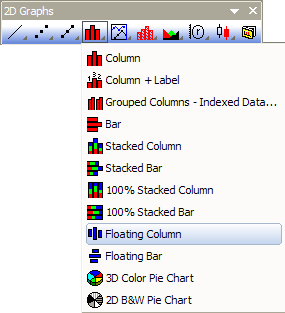 2D Graphs
Column
Column + Label
Grouped Columns - Indexed Data...
Bar
Stacked Column
Stacked Bar
100% Stacked Column
100% Stacked Bar
Floating Column
Floating Bar
3D Color Pie Chart
2D B&W Pie Chart